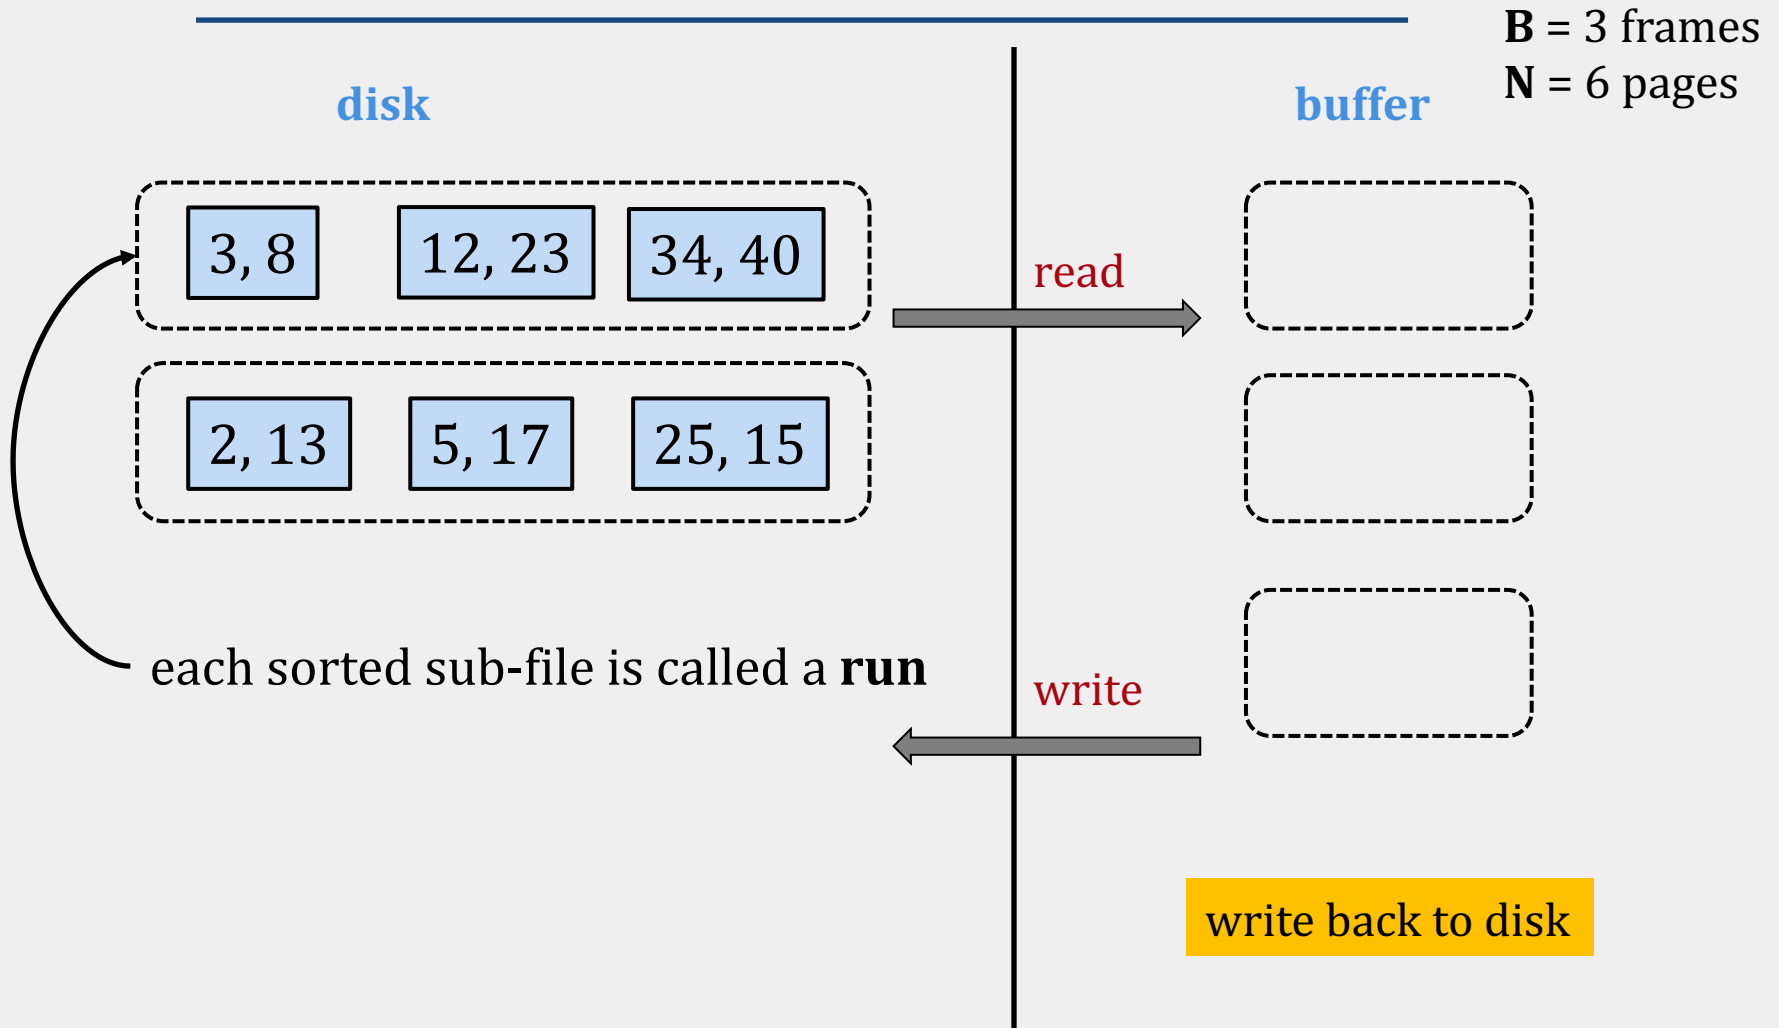 B = 3 frames
N = 6 pages
disk
buffer
3, 8
12, 23
34, 40
read
2, 13
5, 17
25, 15
each sorted sub-file is called a run
write
write back to disk